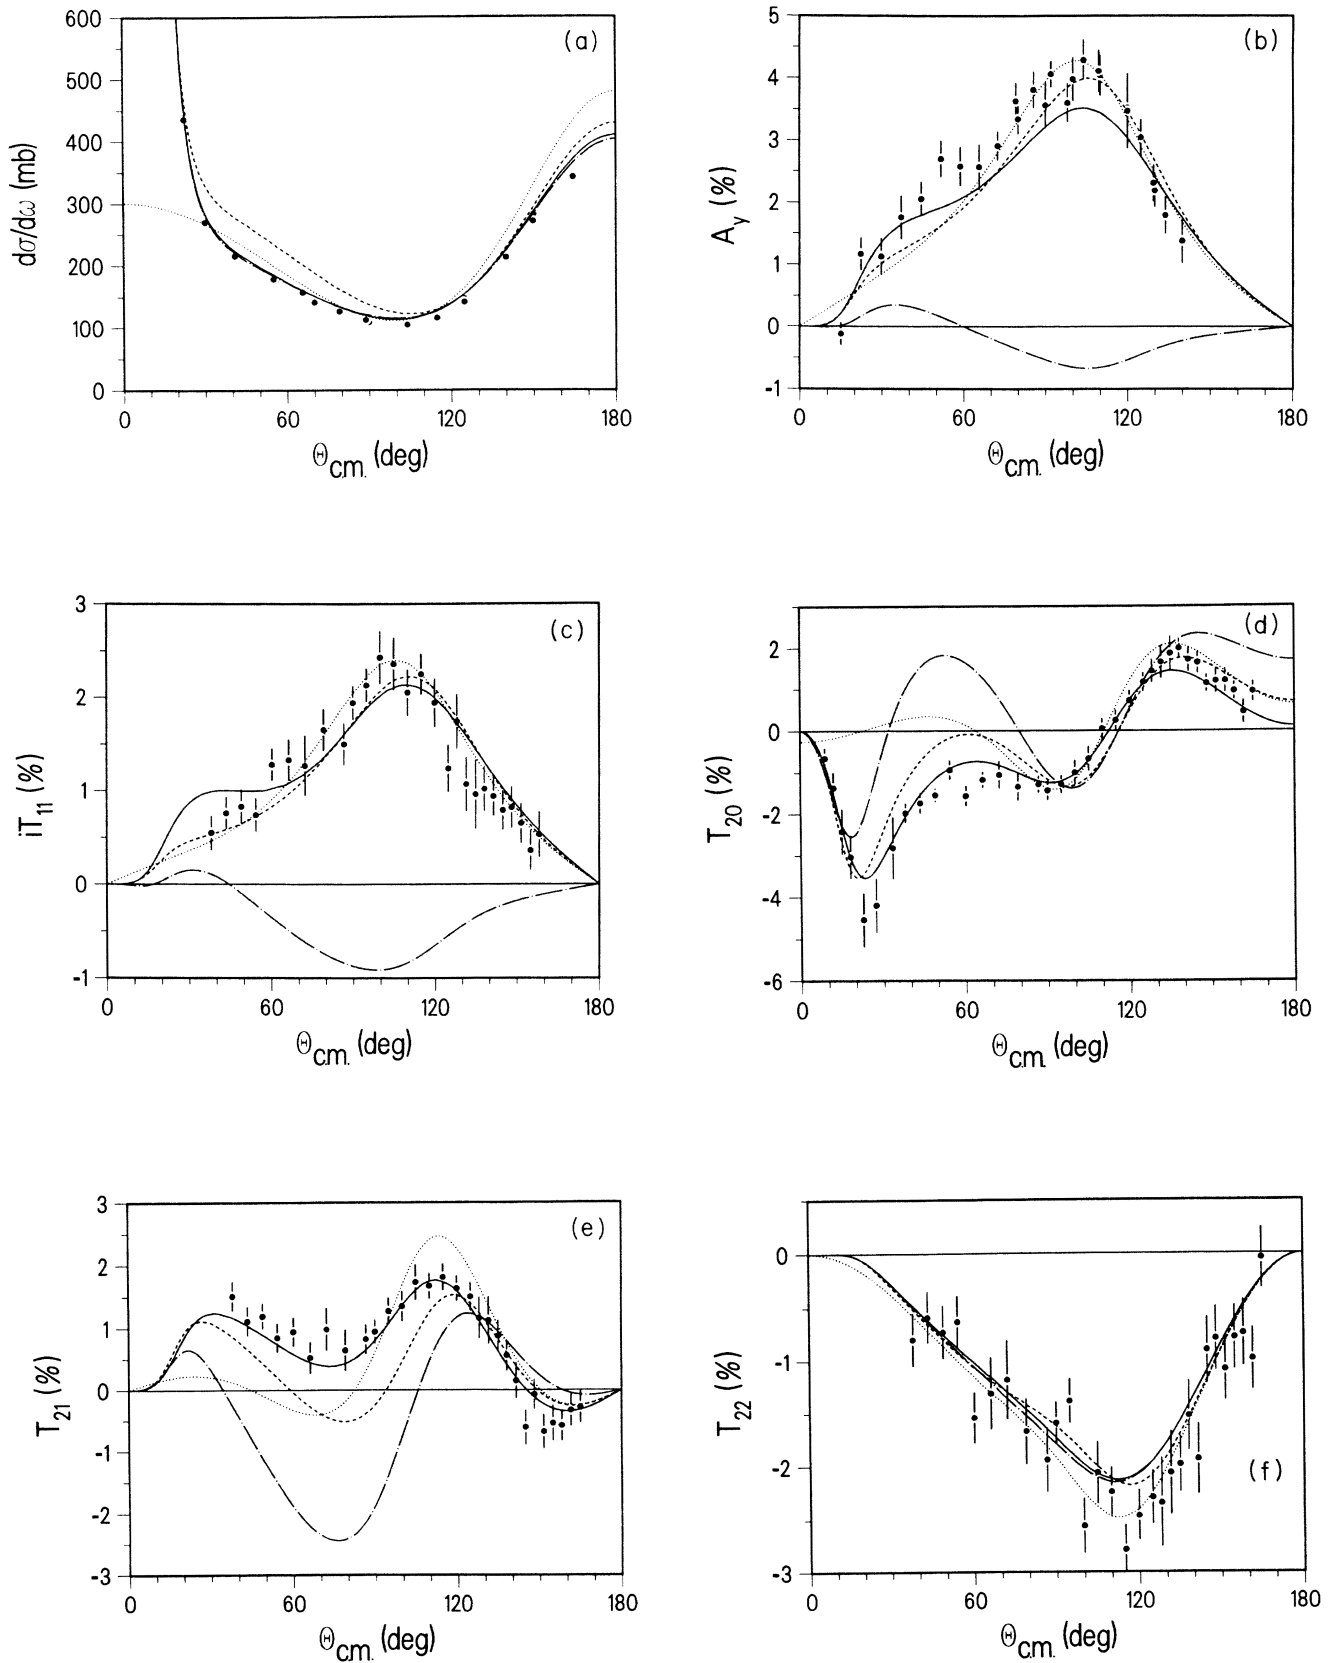 (a)
600
500
400
300
200
100
0
dσ/dω (mb)
0 60 120 180
Θc.m. (deg)
(b)
5
4
3
2
1
0
-1
Ay (%)
0 60 120 180
Θc.m. (deg)
(c)
3
2
1
0
-1
iT11 (%)
0 60 120 180
Θc.m. (deg)
(d)
2
0
-2
-4
-6
T20 (%)
0 60 120 180
Θc.m. (deg)
(e)
3
2
1
0
-1
-2
-3
T21 (%)
0 60 120 180
Θc.m. (deg)
(f)
0
-1
-2
-3
T22 (%)
0 60 120 180
Θc.m. (deg)